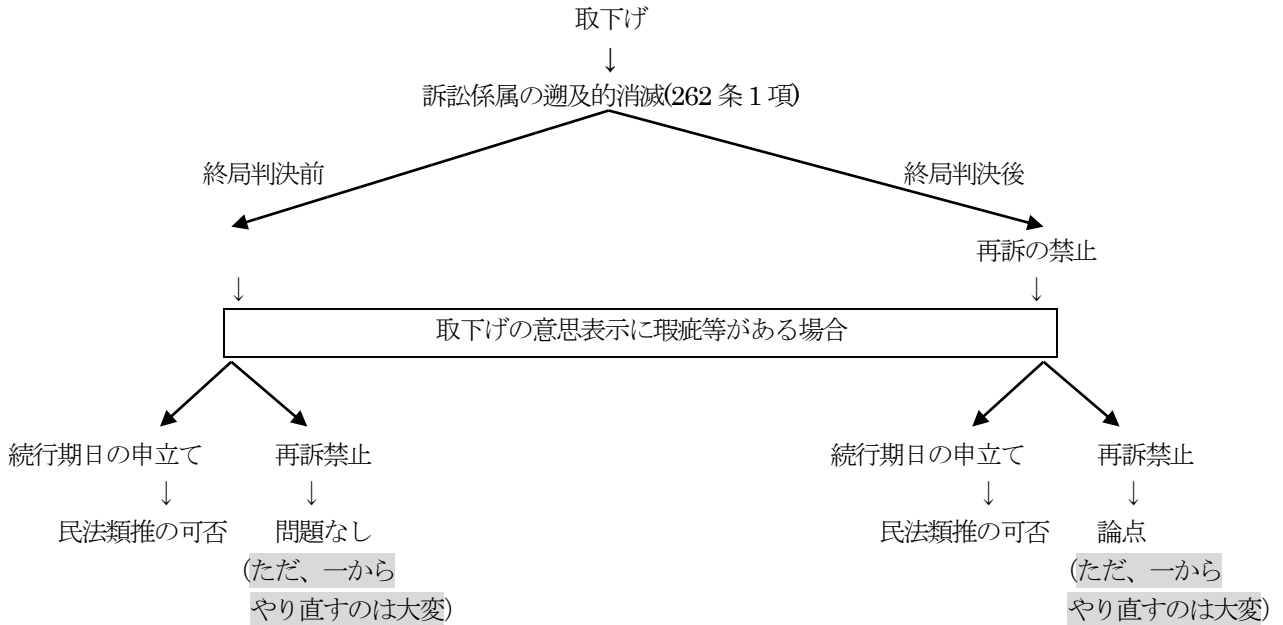 取下げ
↓
訴訟係属の遡及的消滅(262条1項)
終局判決前 終局判決後
再訴の禁止
↓ ↓
取下げの意思表示に瑕疵等がある場合
続行期日の申立て 再訴禁止 続行期日の申立て 再訴禁止
↓ ↓ ↓ ↓
民法類推の可否 問題なし 民法類推の可否 論点
(ただ、一から (ただ、一から
やり直すのは大変) やり直すのは大変)